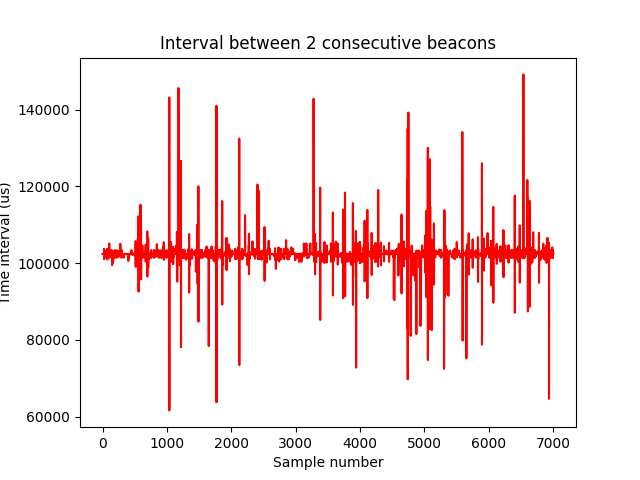 Interval between 2 consecutive beacons
140000
120000
100000
80000
60000
Time interval (us)
0 1000 2000 3000 4000 5000 6000 7000
Sample number